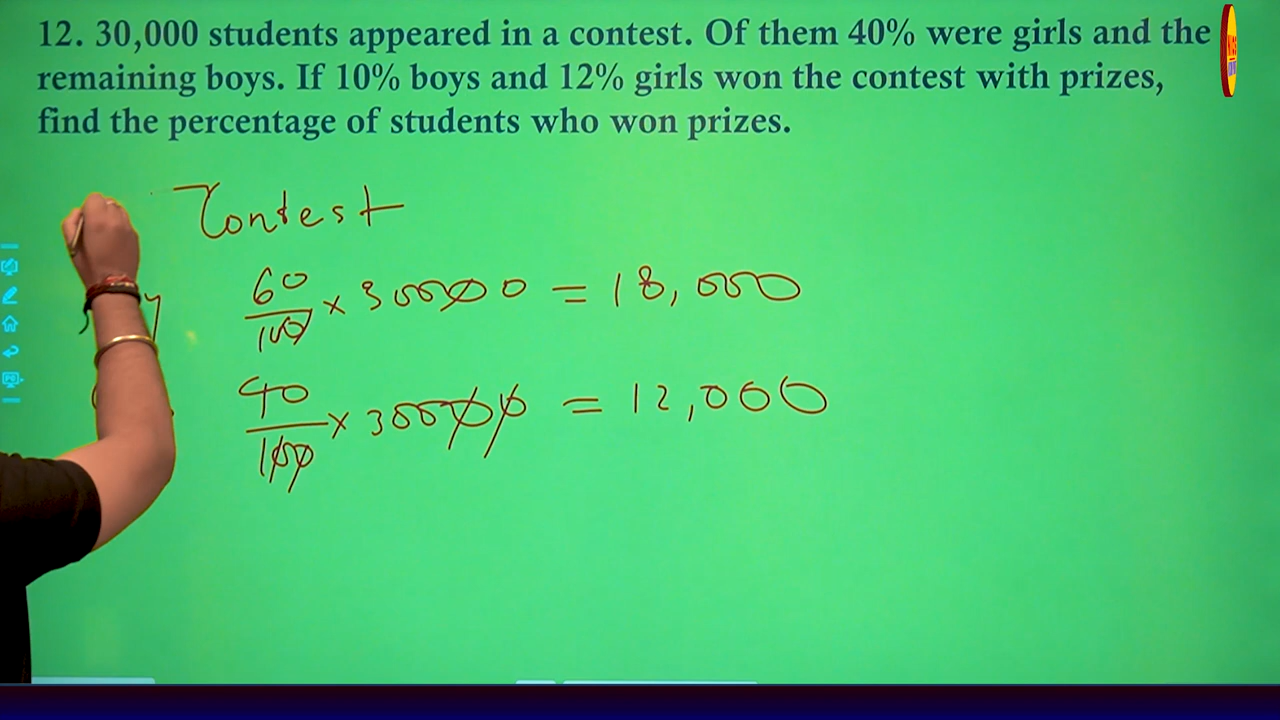 12. 30,000 students appeared in a contest. Of them 40% were girls and the
remaining boys. If 10% boys and 12% girls won the contest with prizes,
find the percentage of students who won prizes.
Contest
60/100 × 30000 = 18,000
40/100 × 30000 = 12,000